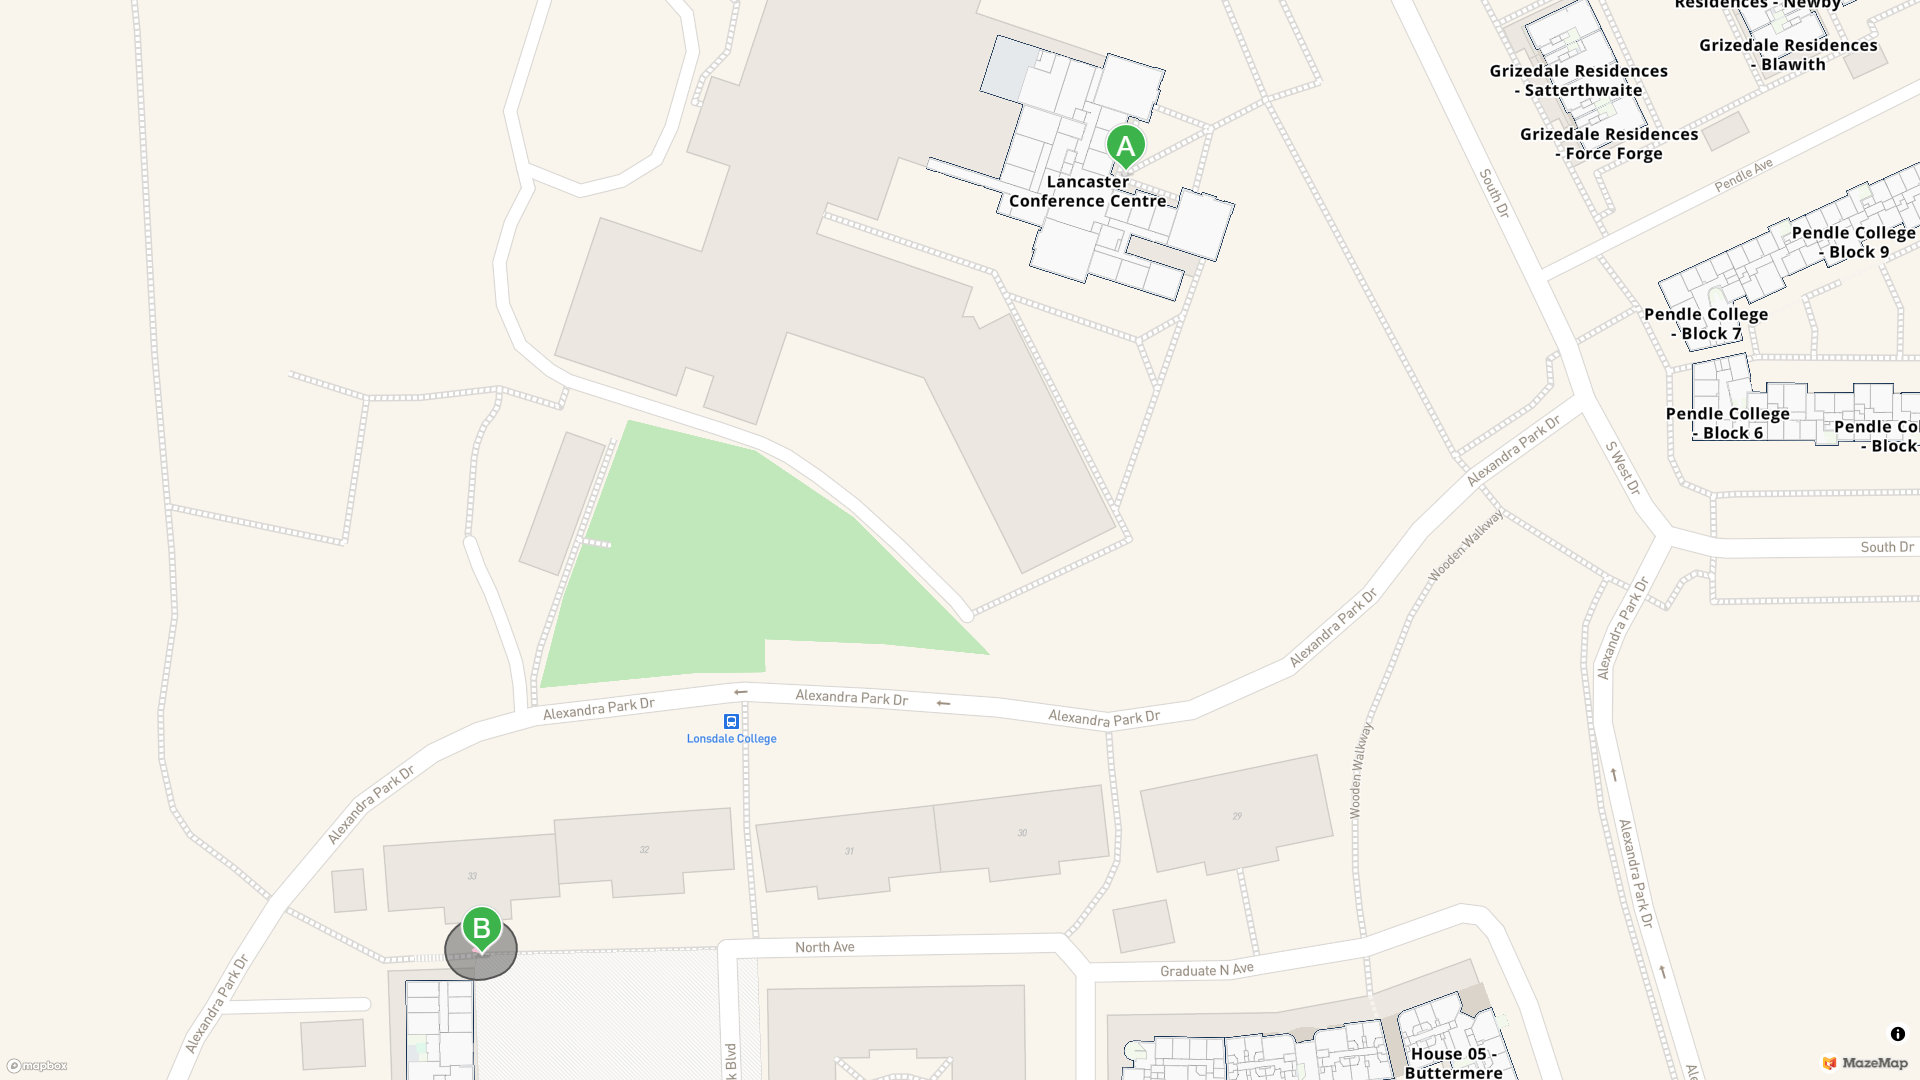 Residences - Newby
Grizedale Residences
- Blawith
Grizedale Residences
- Satterthwaite
Grizedale Residences
- Force Forge
A
Lancaster
Conference Centre
South Dr
Pendle Ave
Pendle College
- Block 9
Pendle College
- Block 7
Pendle College
- Block 6
Pendle Col
- Block
Alexandra Park Dr
S West Dr
Wooden Walkway
South Dr
Alexandra Park Dr
Alexandra Park Dr
Alexandra Park Dr
Alexandra Park Dr
Alexandra Park Dr
Lonsdale College
Wooden Walkway
Alexandra Park Dr
29
30
31
32
33
Alexandra Park Dr
B
North Ave
Graduate N Ave
Alexandra Park Dr
k Blvd
House 05 -
Buttermere
Ale
mapbox
MazeMap